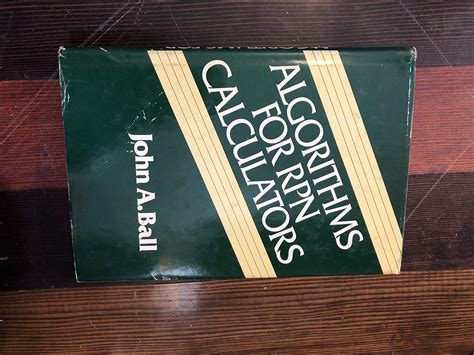 ALGORITHMS
FOR RPN
CALCULATORS
John A. Ball